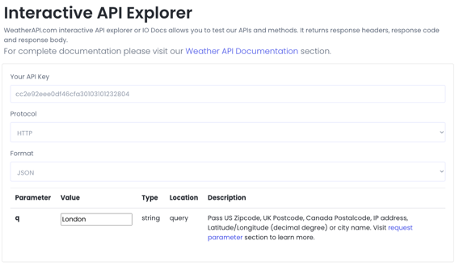 Interactive API Explorer
WeatherAPI.com interactive API explorer or IO Docs allows you to test our APIs and methods. It returns response headers, response code
and response body.
For complete documentation please visit our Weather API Documentation section.
Your API Key
cc2e92eee0df46cfa30103101232804
Protocol
HTTP
Format
JSON
Parameter Value Type Location Description
q London string query Pass US Zipcode, UK Postcode, Canada Postalcode, IP address,
Latitude/Longitude (decimal degree) or city name. Visit request
parameter section to learn more.